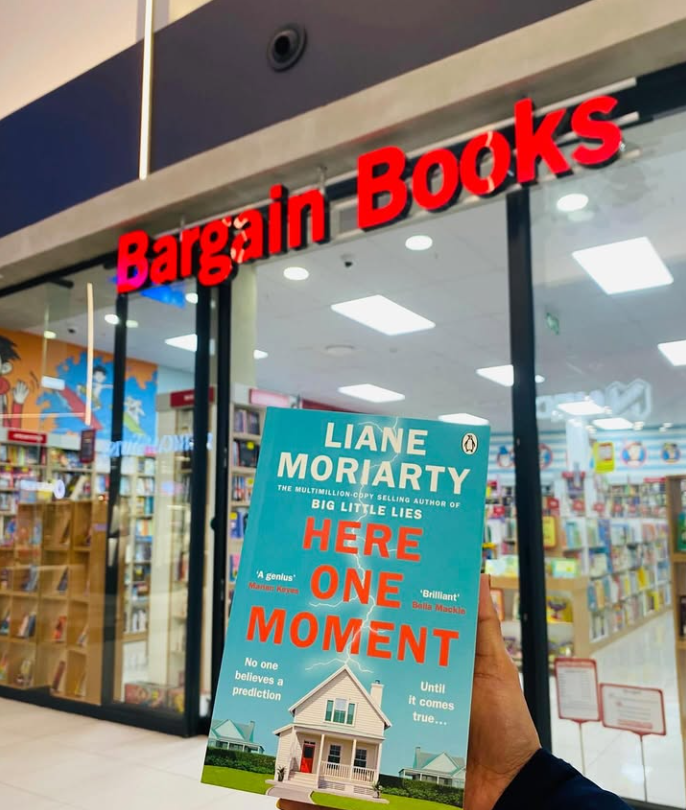 Bargain Books
LIANE
MORIARTY
THE MULTIMILLION-COPY SELLING AUTHOR OF
BIG LITTLE LIES
HERE
ONE
MOMENT
'A genius'
Marian Keyes
'Brilliant'
Bella Mackie
No one
believes a
prediction
Until
it comes
true...